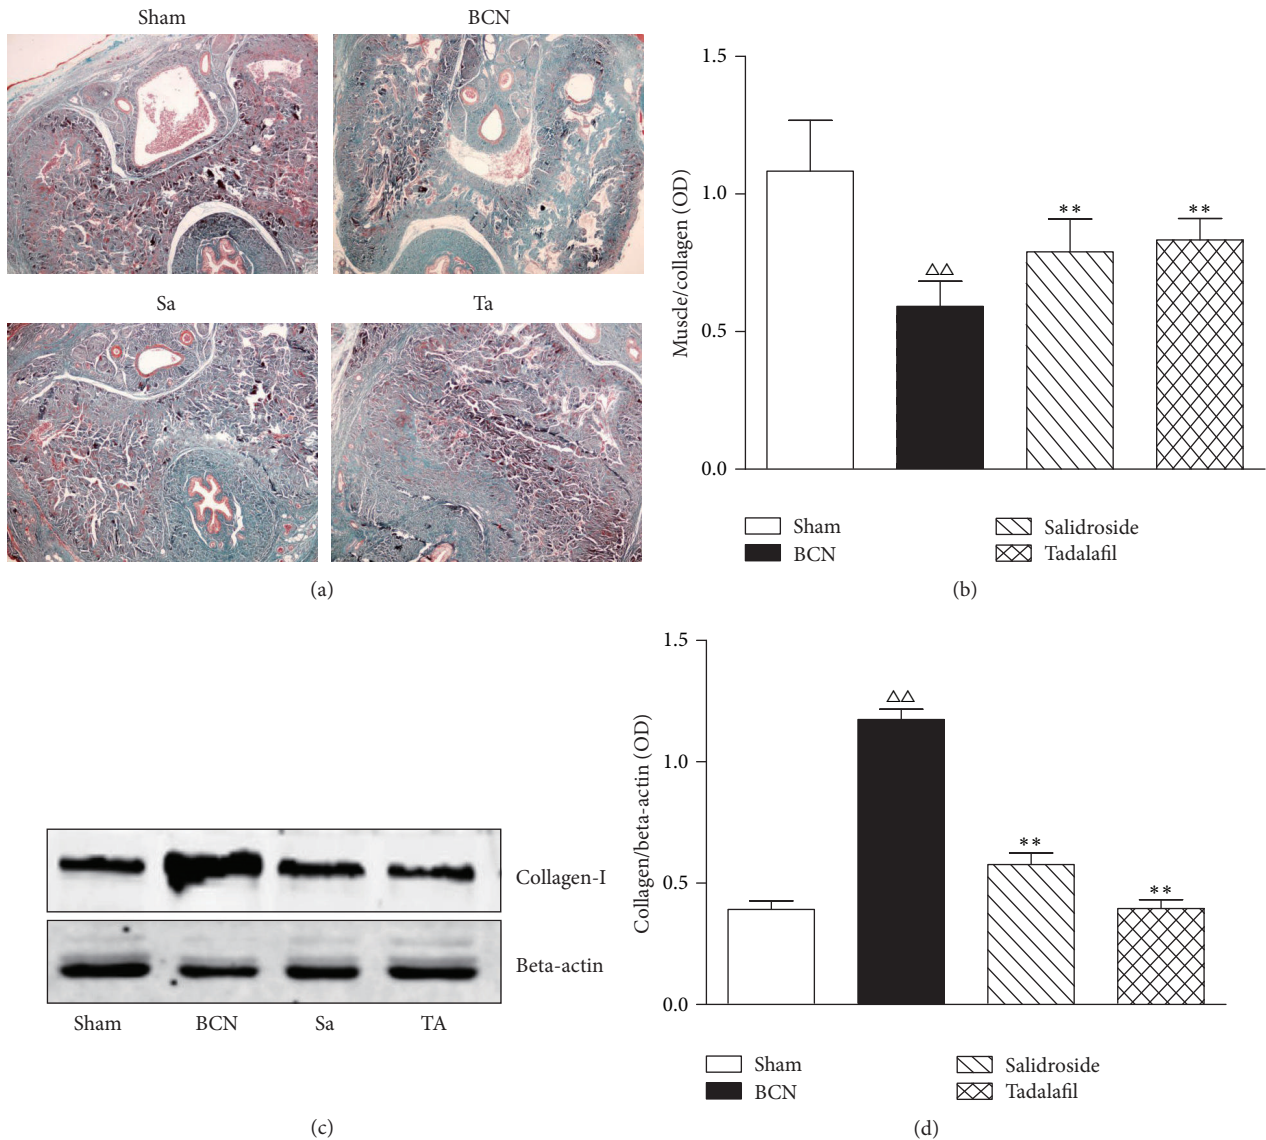 Sham
BCN
Sa
Ta
(a)
1.5
1.0
0.5
0.0
Muscle/collagen (OD)
△△
**
**
Sham
BCN
Salidroside
Tadalafil
(b)
Collagen-I
Beta-actin
Sham
BCN
Sa
TA
(c)
1.5
1.0
0.5
0.0
Collagen/beta-actin (OD)
△△
**
**
Sham
BCN
Salidroside
Tadalafil
(d)